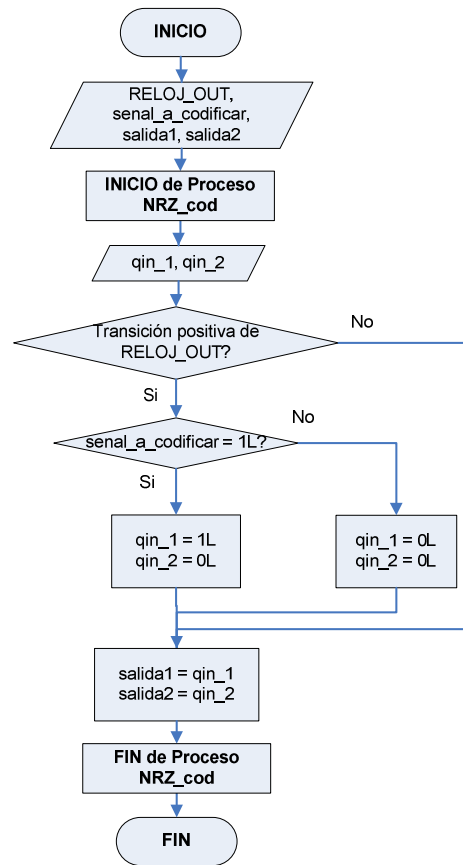 INICIO
RELOJ_OUT,
senal_a_codificar,
salida1, salida2
INICIO de Proceso
NRZ_cod
qin_1, qin_2
Transición positiva de
RELOJ_OUT?
No
Si
senal_a_codificar = 1L?
No
Si
qin_1 = 1L
qin_2 = 0L
qin_1 = 0L
qin_2 = 0L
salida1 = qin_1
salida2 = qin_2
FIN de Proceso
NRZ_cod
FIN